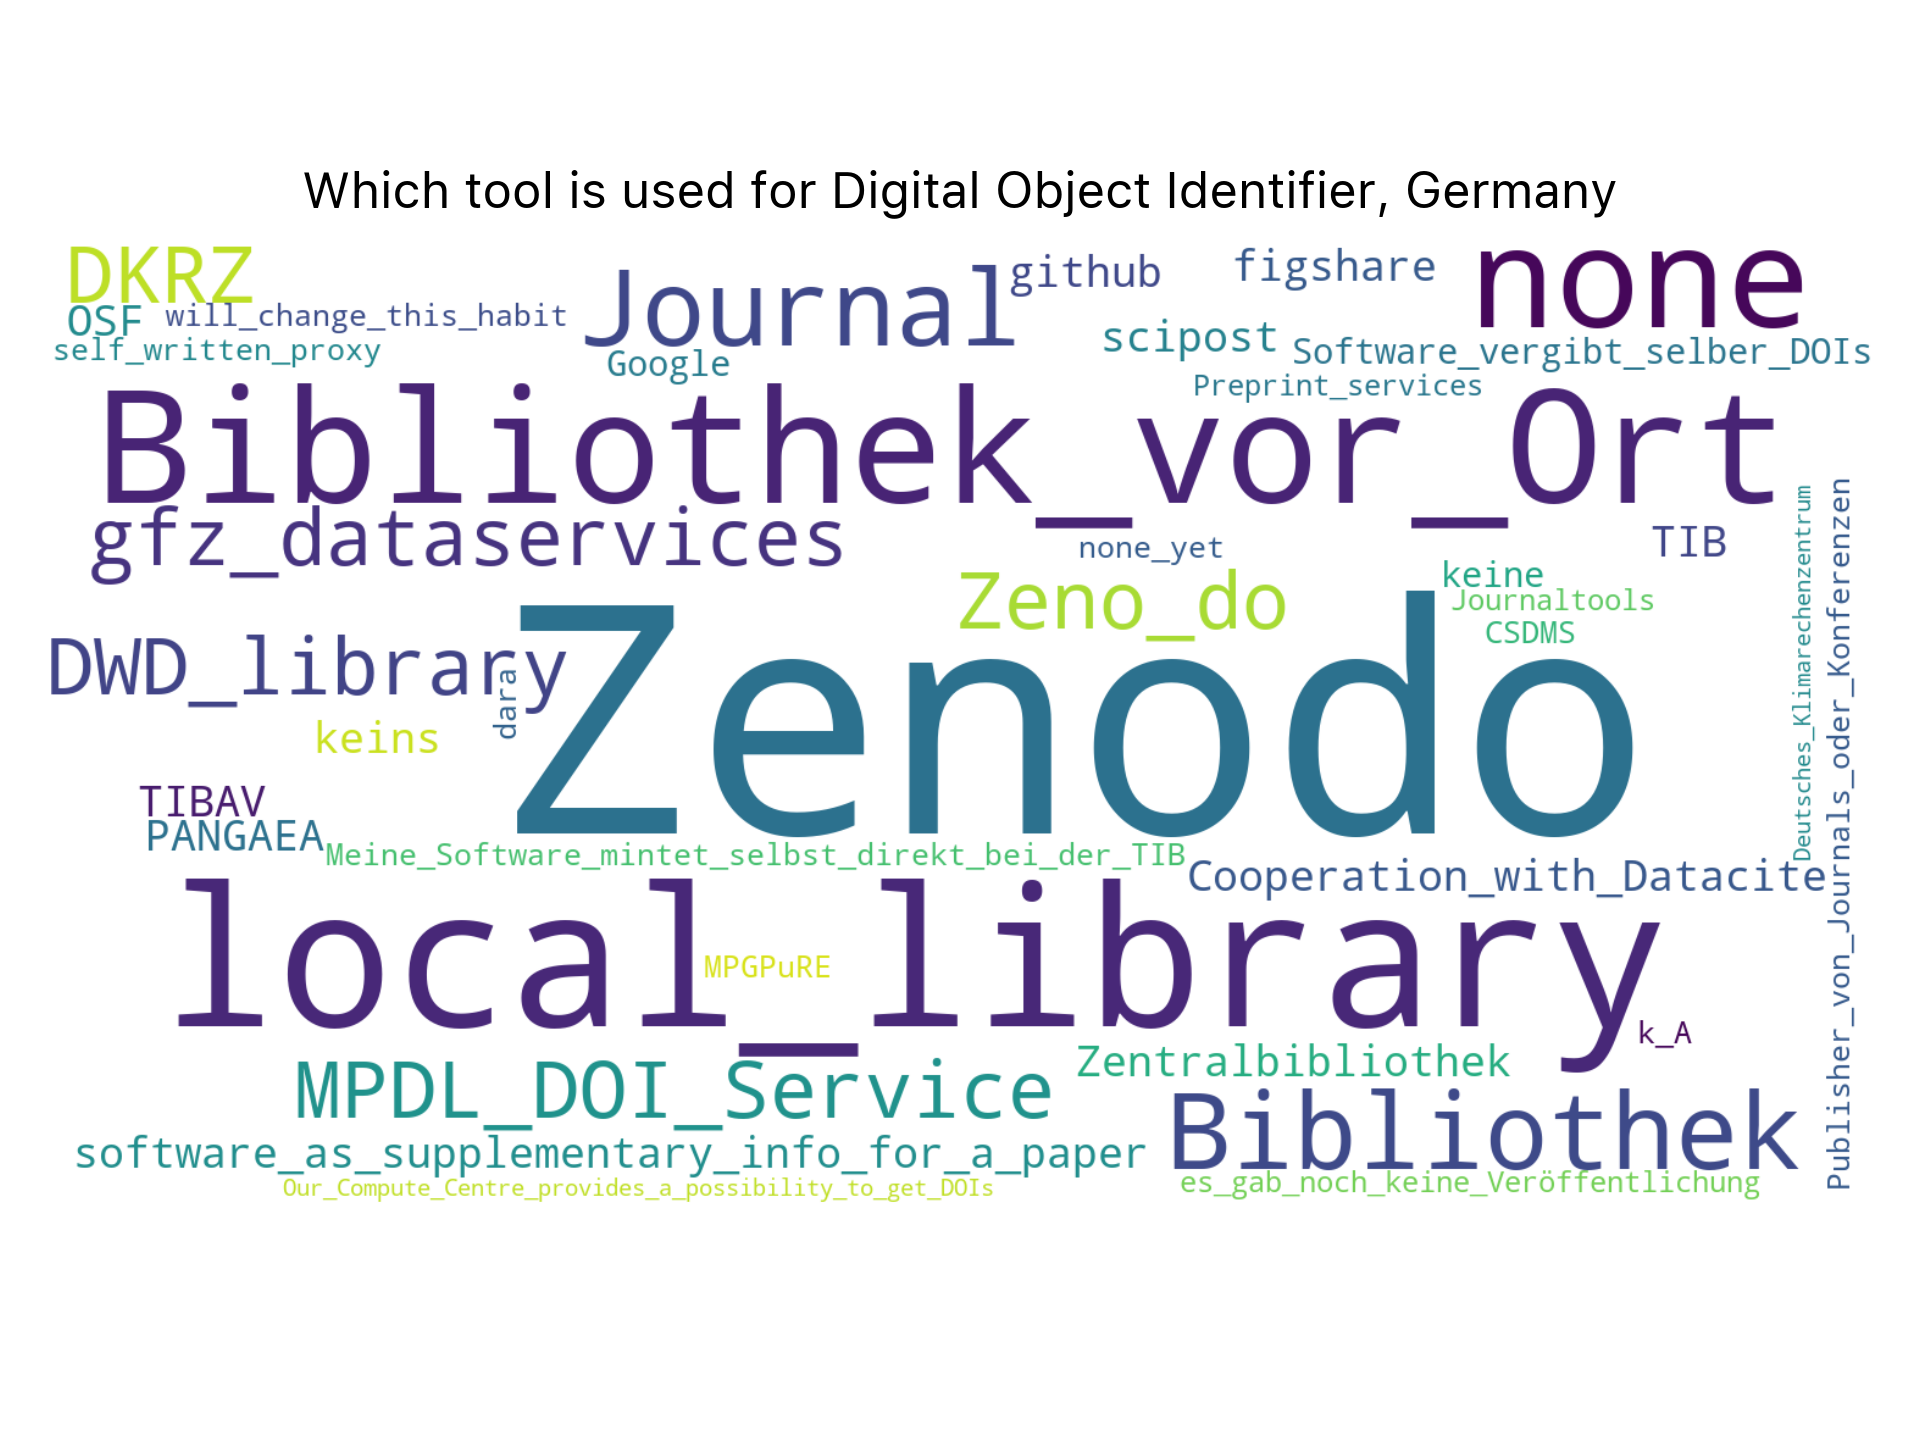 Which tool is used for Digital Object Identifier, Germany
DKRZ
Journal
github
figshare
none
OSF
will_change_this_habit
self_written_proxy
Google
scipost
Software_vergibt_selber_DOIs
Preprint_services
Bibliothek_vor_Ort
gfz_dataservices
none_yet
TIB
Zeno_do
keine
Journaltools
CSDMS
DWD_library
dara
Zenodo
keins
TIBAV
PANGAEA
Meine_Software_mintet_selbst_direkt_bei_der_TIB
Cooperation_with_Datacite
Deutsches_Klimarechenzentrum
Publisher_von_Journals_oder_Konferenzen
local_library
MPGPuRE
k_A
MPDL_DOI_Service
Zentralbibliothek
Bibliothek
software_as_supplementary_info_for_a_paper
Our_Compute_Centre_provides_a_possibility_to_get_DOIs
es_gab_noch_keine_Veröffentlichung